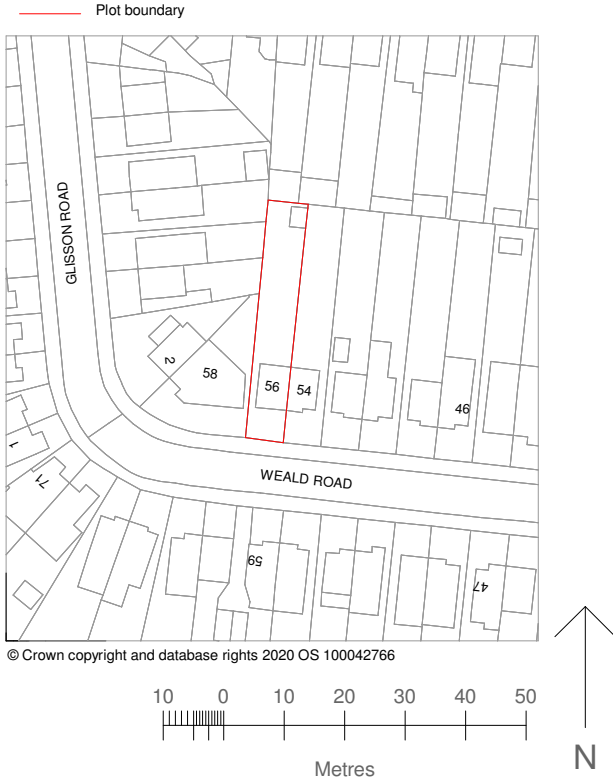 Plot boundary
GLISSON ROAD
2
58
56
54
46
1
71
WEALD ROAD
59
47
© Crown copyright and database rights 2020 OS 100042766
10 0 10 20 30 40 50
Metres
N